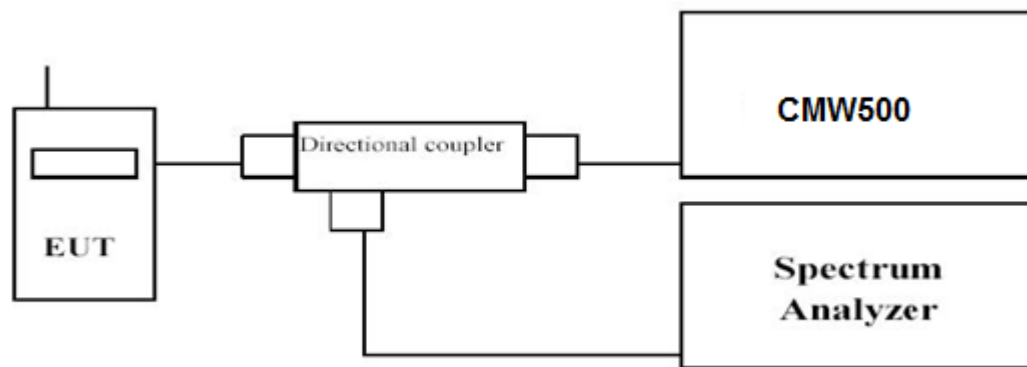 Directional coupler
CMW500
EUT
Spectrum
Analyzer